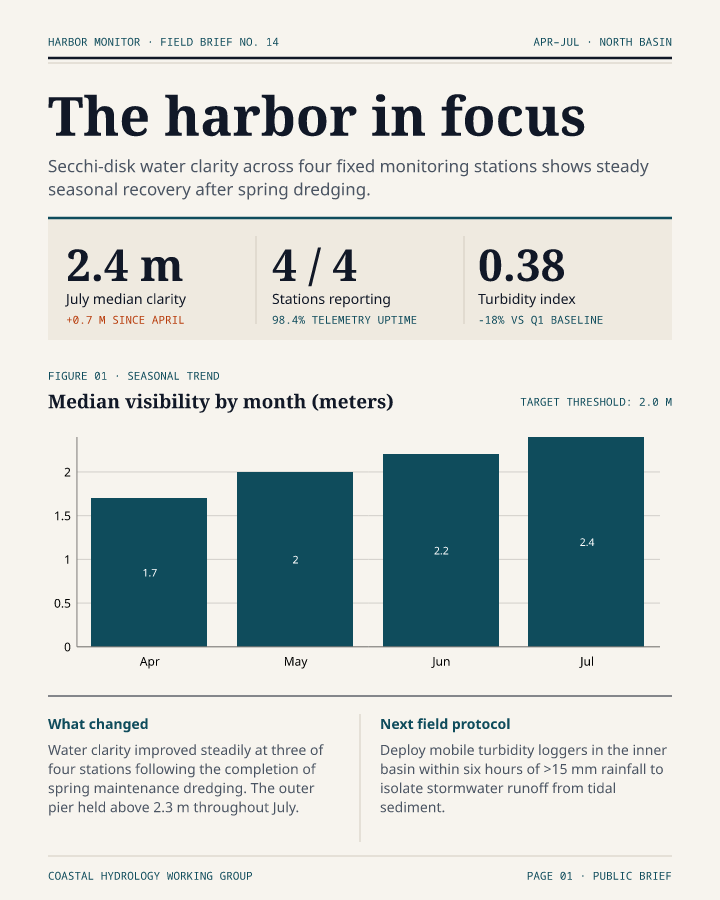 HARBOR MONITOR · FIELD BRIEF NO. 14
APR–JUL · NORTH BASIN
The harbor in focus
Secchi-disk water clarity across four fixed monitoring stations shows steady
seasonal recovery after spring dredging.
2.4 m
July median clarity
+0.7 M SINCE APRIL
4 / 4
Stations reporting
98.4% TELEMETRY UPTIME
0.38
Turbidity index
-18% VS Q1 BASELINE
FIGURE 01 · SEASONAL TREND
Median visibility by month (meters)
TARGET THRESHOLD: 2.0 M
2
1.5
1
0.5
0
1.7
2
2.2
2.4
Apr
May
Jun
Jul
What changed
Water clarity improved steadily at three of
four stations following the completion of
spring maintenance dredging. The outer
pier held above 2.3 m throughout July.
Next field protocol
Deploy mobile turbidity loggers in the inner
basin within six hours of >15 mm rainfall to
isolate stormwater runoff from tidal
sediment.
COASTAL HYDROLOGY WORKING GROUP
PAGE 01 · PUBLIC BRIEF